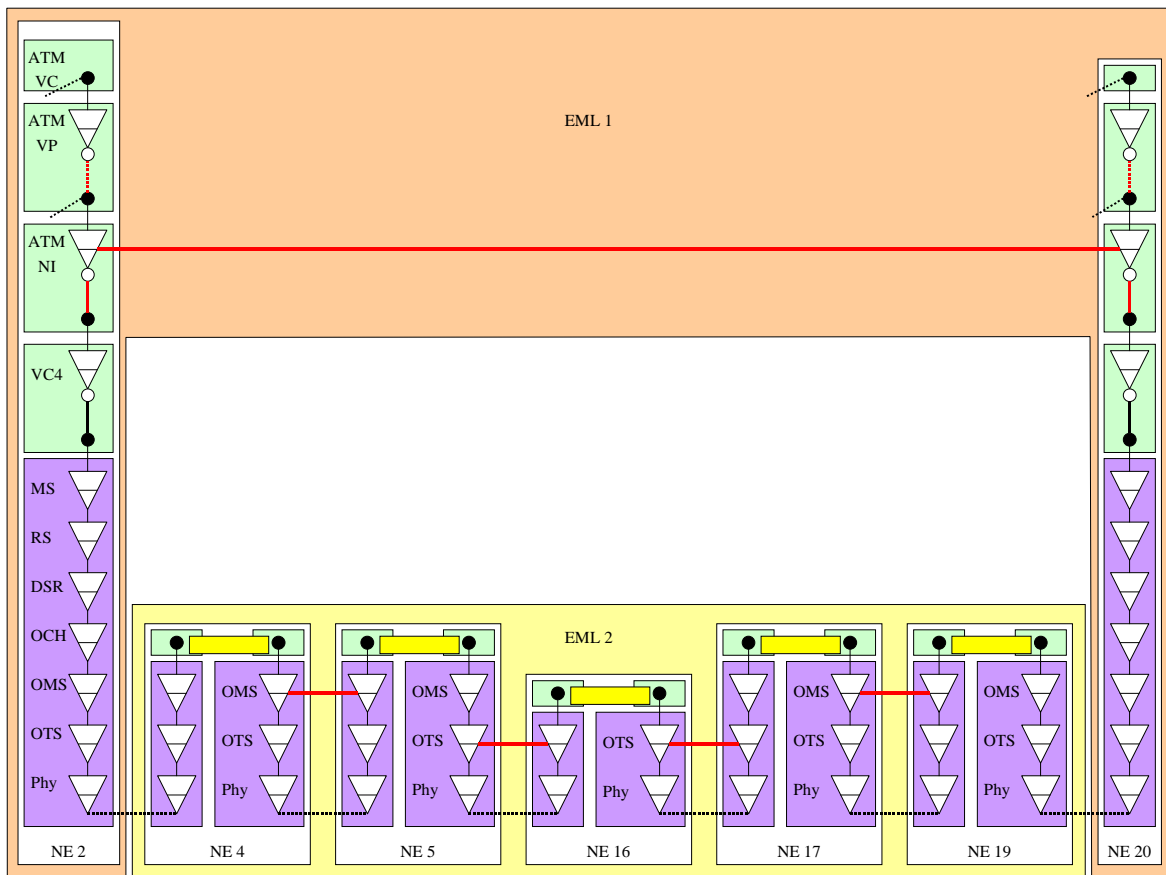 ATM
VC
ATM
VP
EML 1
ATM
NI
VC4
MS
RS
DSR
OCH
EML 2
OMS
OMS
OMS
OMS
OMS
OTS
OTS
OTS
OTS
OTS
OTS
Phy
Phy
Phy
Phy
Phy
Phy
NE 2
NE 4
NE 5
NE 16
NE 17
NE 19
NE 20